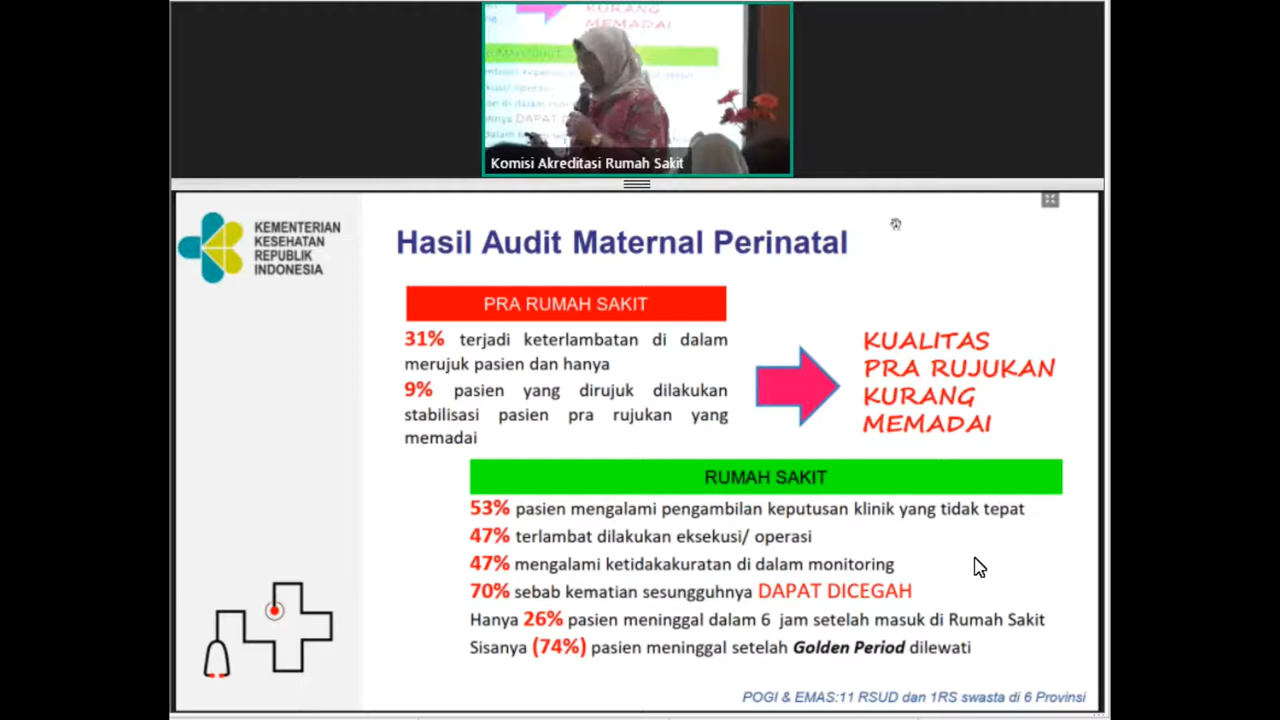 KURANG
MEMADAI
Komisi Akreditasi Rumah Sakit
KEMENTERIAN
KESEHATAN
REPUBLIK
INDONESIA
Hasil Audit Maternal Perinatal
PRA RUMAH SAKIT
31% terjadi keterlambatan di dalam
merujuk pasien dan hanya
9% pasien yang dirujuk dilakukan
stabilisasi pasien pra rujukan yang
memadai
KUALITAS
PRA RUJUKAN
KURANG
MEMADAI
RUMAH SAKIT
53% pasien mengalami pengambilan keputusan klinik yang tidak tepat
47% terlambat dilakukan eksekusi/ operasi
47% mengalami ketidakakuratan di dalam monitoring
70% sebab kematian sesungguhnya DAPAT DICEGAH
Hanya 26% pasien meninggal dalam 6 jam setelah masuk di Rumah Sakit
Sisanya (74%) pasien meninggal setelah Golden Period dilewati
POGI & EMAS:11 RSUD dan 1RS swasta di 6 Provinsi